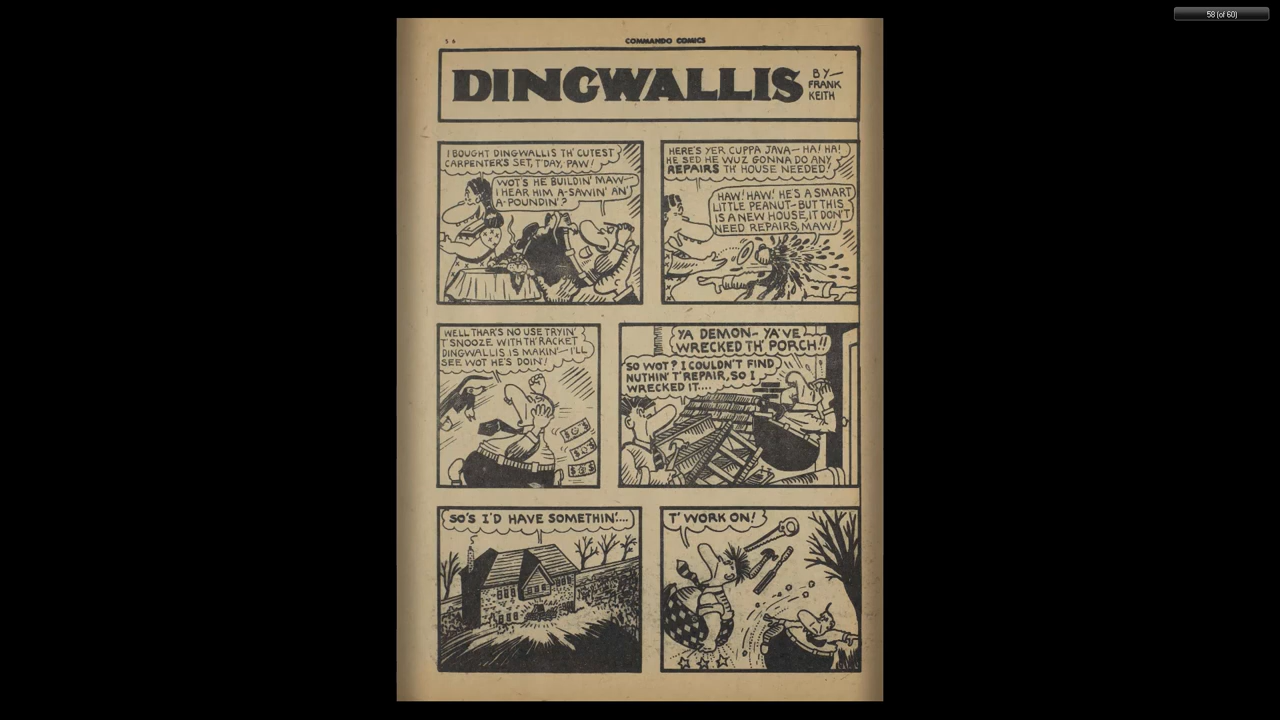 58 (of 60)
56
COMMANDO COMICS
DINGWALLIS
BY—
FRANK
KEITH
I BOUGHT DINGWALLIS TH' CUTEST
CARPENTER'S SET, T'DAY, PAW!
WOT'S HE BUILDIN' MAW—
I HEAR HIM A-SAWIN' AN'
A-POUNDIN'?
HERE'S YER CUPPA JAVA— HA! HA!
HE SED HE WUZ GONNA DO ANY
REPAIRS TH' HOUSE NEEDED!
HAW! HAW! HE'S A SMART
LITTLE PEANUT—BUT THIS
IS A NEW HOUSE, IT DON'T
NEED REPAIRS, MAW!
WELL THAR'S NO USE TRYIN'
T'SNOOZE WITH TH' RACKET
DINGWALLIS IS MAKIN'—I'LL
SEE WOT HE'S DOIN'!
YA DEMON— YA'VE
WRECKED TH' PORCH!!
SO WOT? I COULDN'T FIND
NUTHIN' T'REPAIR, SO I
WRECKED IT....
SO'S I'D HAVE SOMETHIN'....
T' WORK ON!